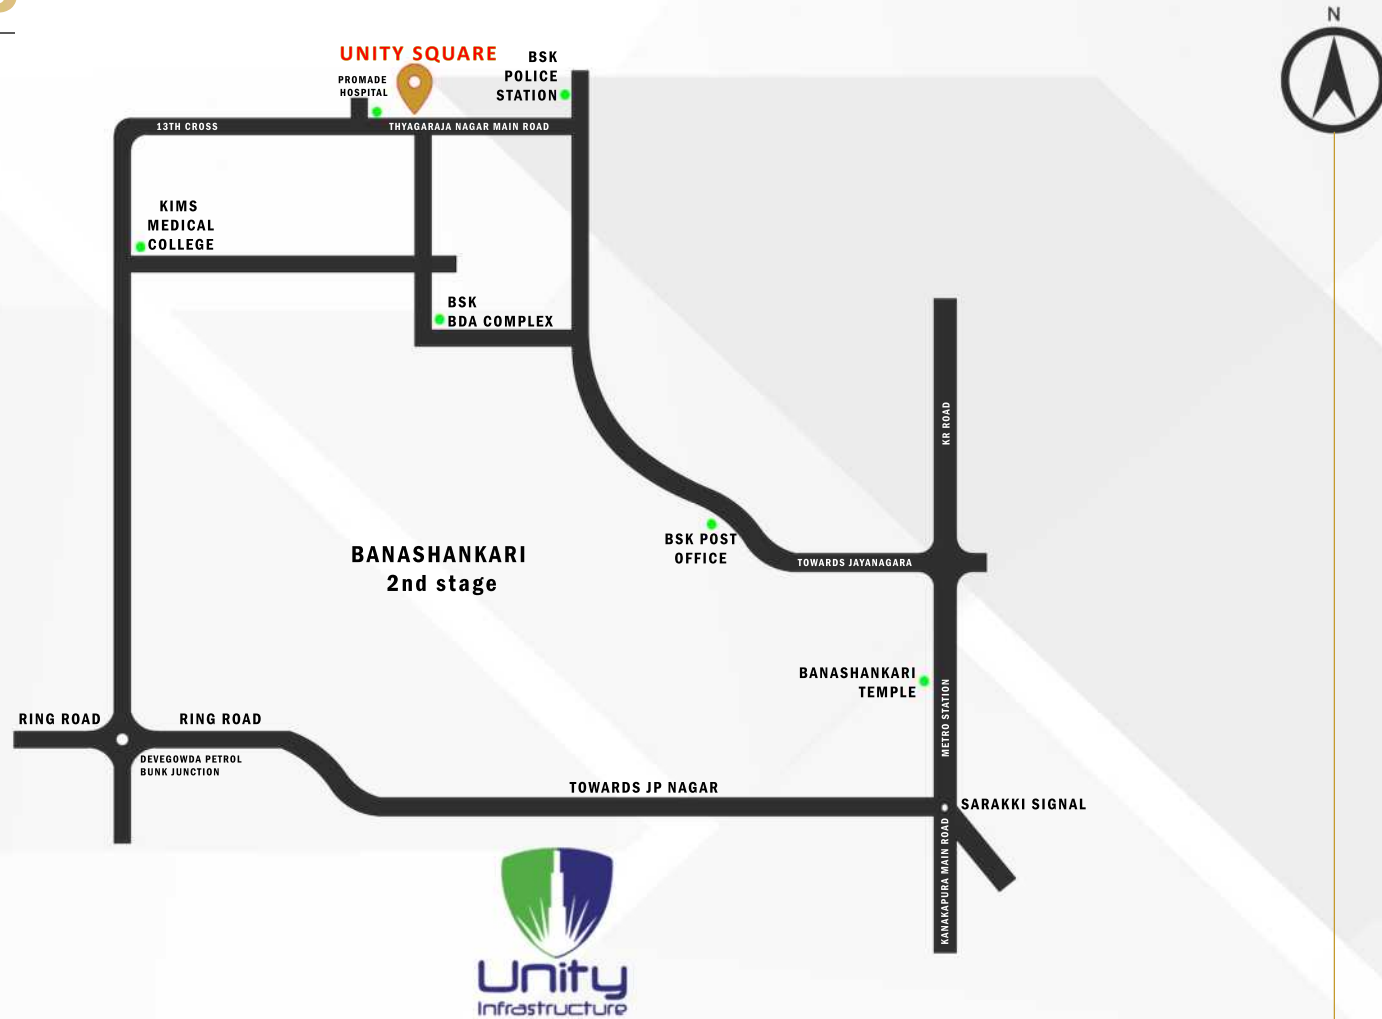 N
UNITY SQUARE
BSK
POLICE
STATION
PROMADE
HOSPITAL
13TH CROSS
THYAGARAJA NAGAR MAIN ROAD
KIMS
MEDICAL
COLLEGE
BSK
BDA COMPLEX
KR ROAD
BSK POST
OFFICE
TOWARDS JAYANAGARA
BANASHANKARI
2nd stage
BANASHANKARI
TEMPLE
METRO STATION
RING ROAD
RING ROAD
DEVEGOWDA PETROL
BUNK JUNCTION
TOWARDS JP NAGAR
SARAKKI SIGNAL
KANAKAPURA MAIN ROAD
Unity
Infrastructure